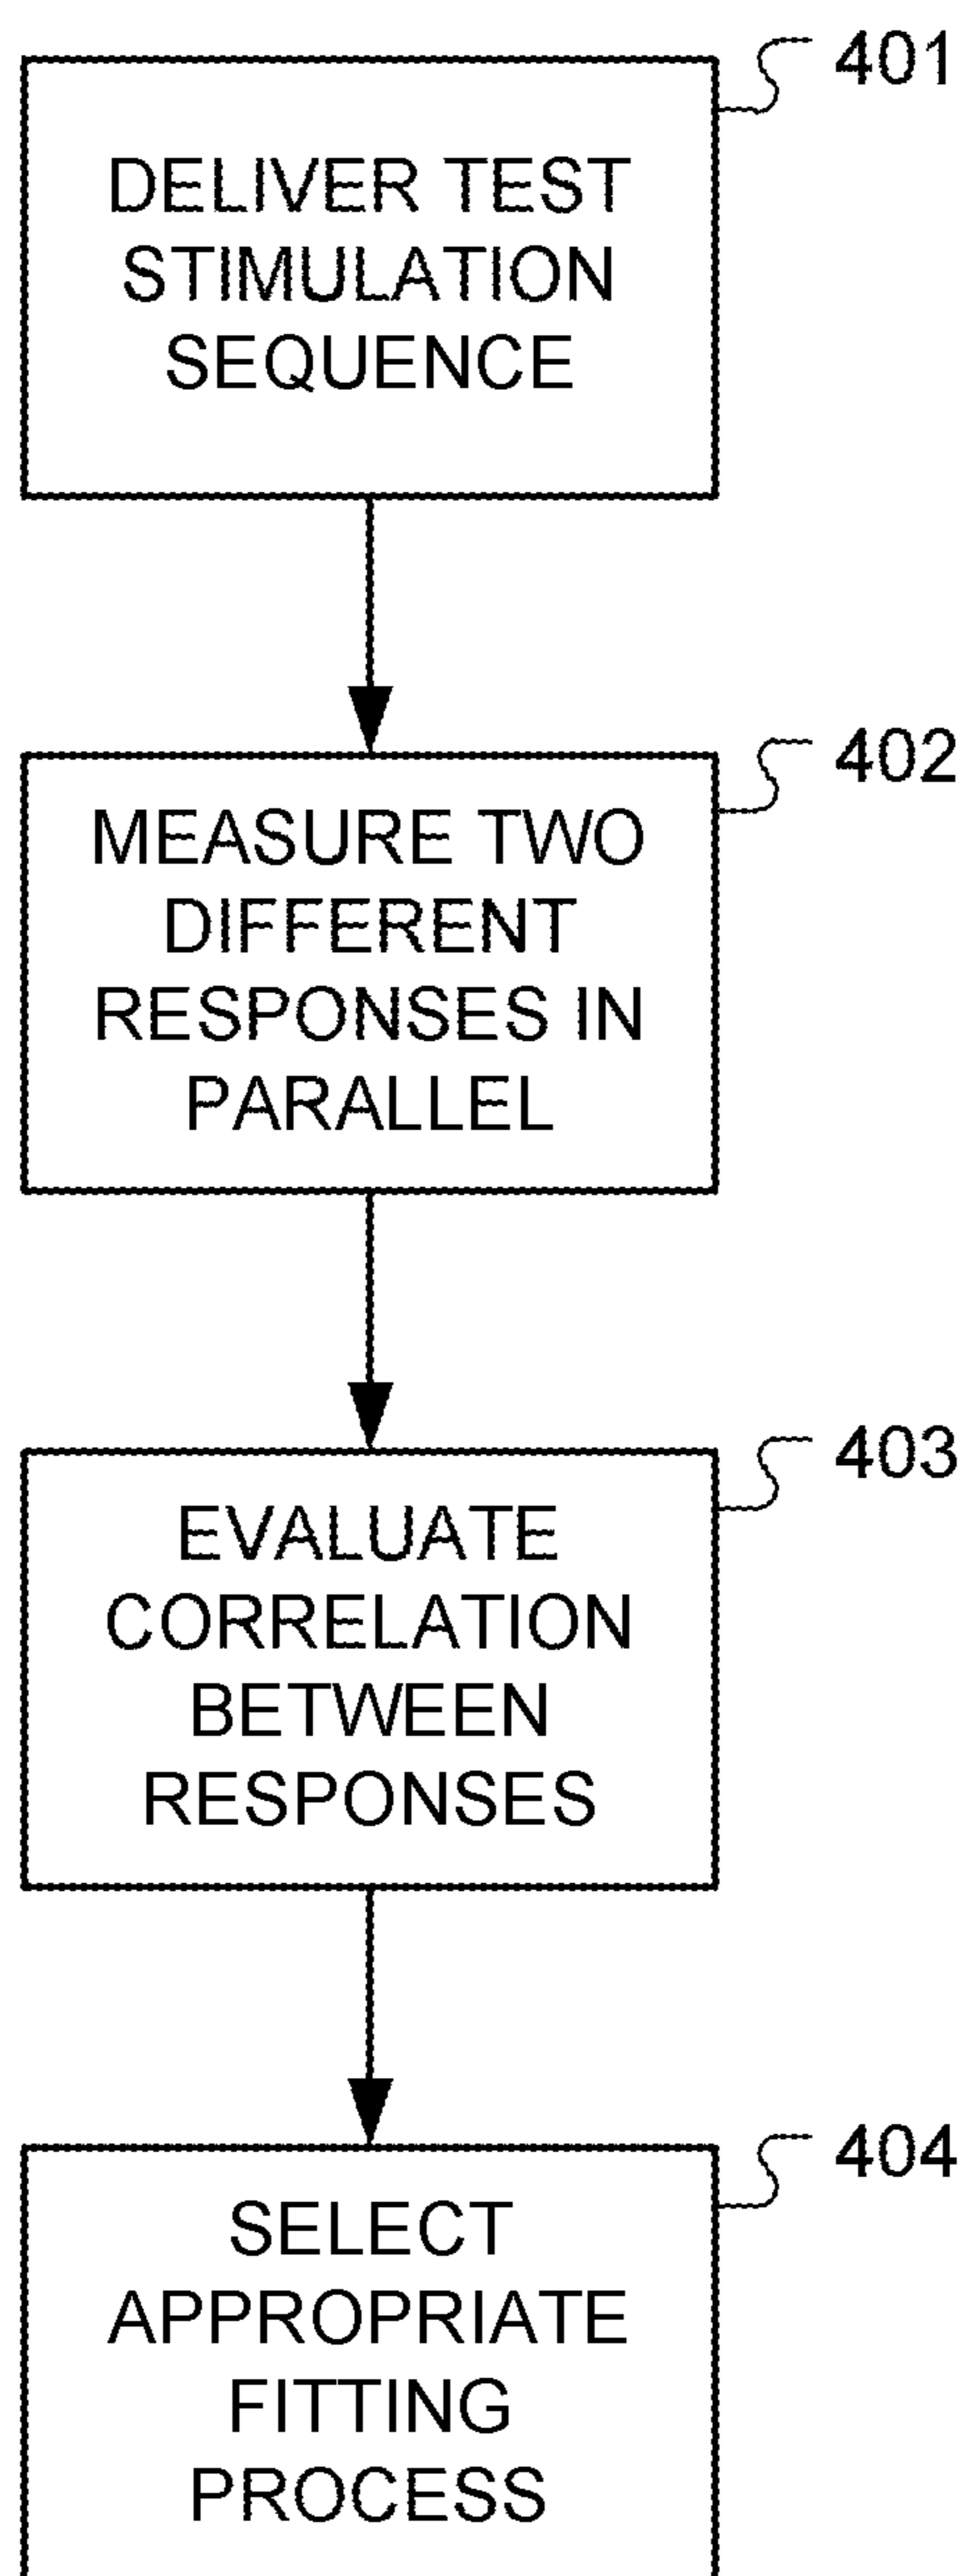 401
DELIVER TEST
STIMULATION
SEQUENCE
402
MEASURE TWO
DIFFERENT
RESPONSES IN
PARALLEL
403
EVALUATE
CORRELATION
BETWEEN
RESPONSES
404
SELECT
APPROPRIATE
FITTING
PROCESS